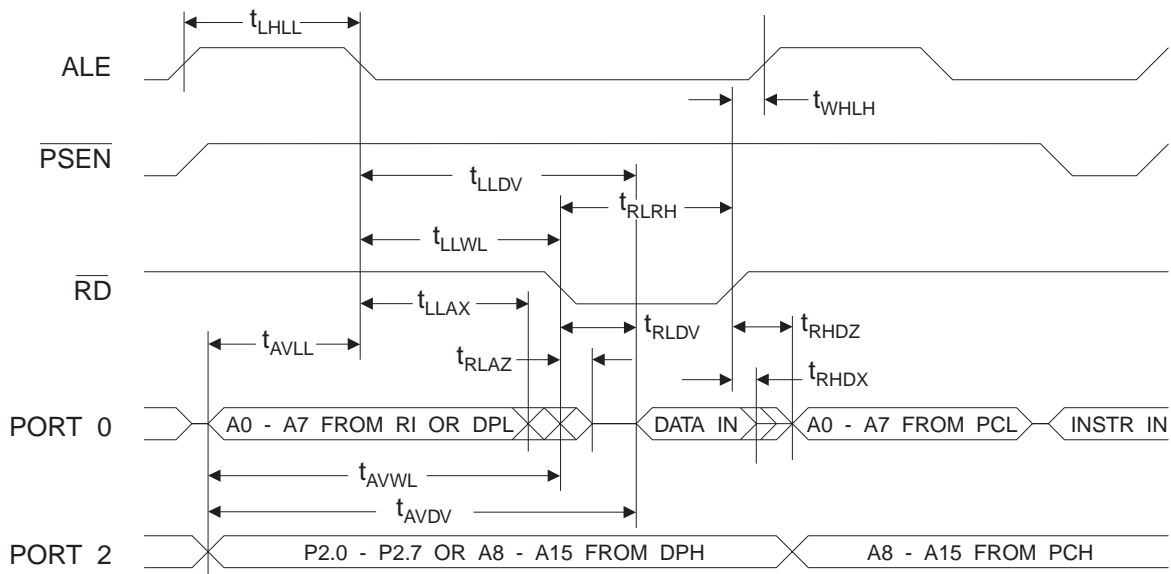 tLHLL
ALE
tWHLH
PSEN
tLLDV
tRLRH
tLLWL
RD
tLLAX
tRLDV
tRHDZ
tAVLL
tRLAZ
tRHDX
PORT 0
A0 - A7 FROM RI OR DPL
DATA IN
A0 - A7 FROM PCL
INSTR IN
tAVWL
tAVDV
PORT 2
P2.0 - P2.7 OR A8 - A15 FROM DPH
A8 - A15 FROM PCH